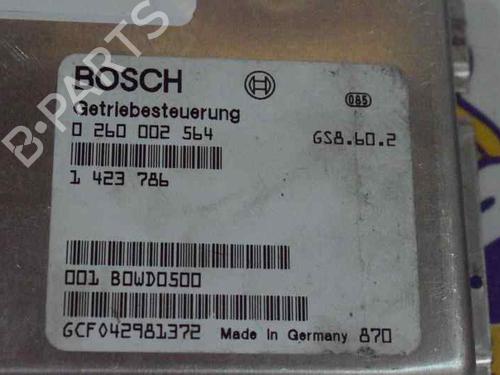 BOSCH
085
Getriebesteuerung
0 260 002 564 GS8.60.2
1 423 786
001 BOWD0500
GCF042981372 Made in Germany 870
B-PARTS